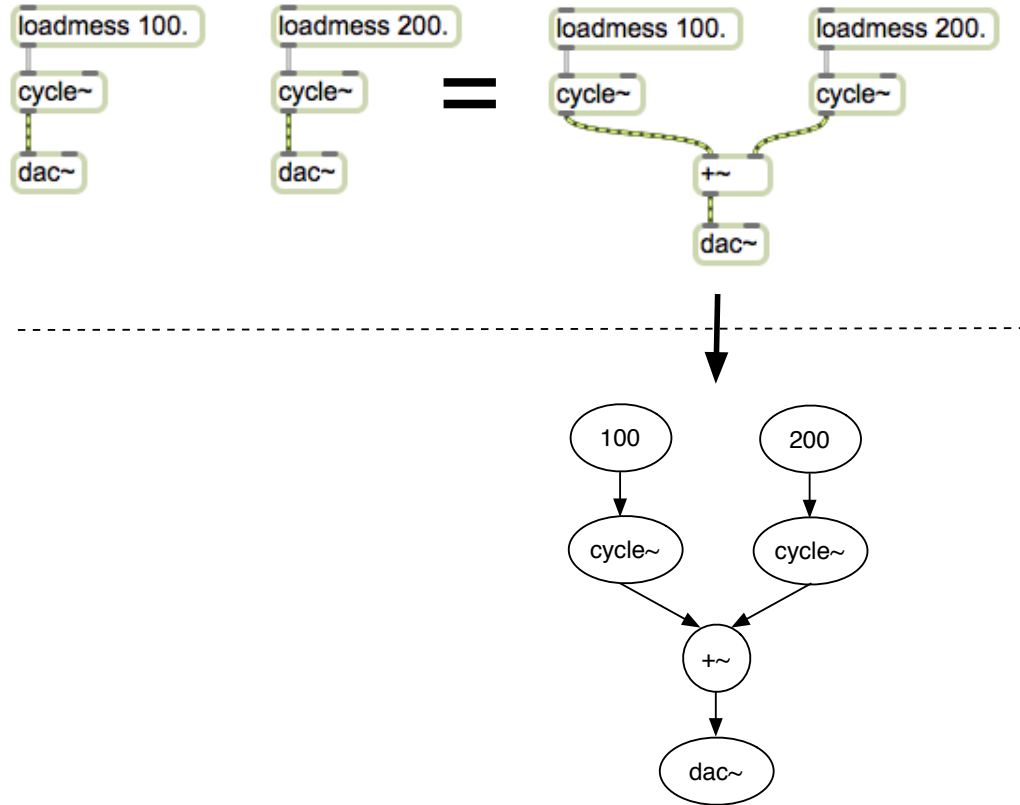 loadmess 100.
loadmess 200.
cycle~
cycle~
dac~
dac~
=
loadmess 100.
loadmess 200.
cycle~
cycle~
+~
dac~
100
200
cycle~
cycle~
+~
dac~